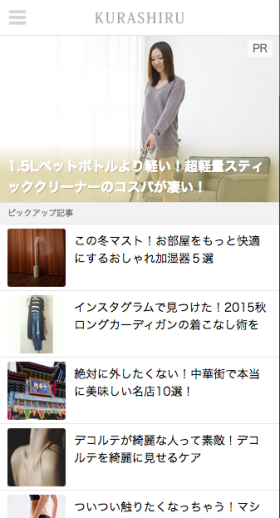 KURASHIRU
PR
1.5Lペットボトルより軽い！超軽量スティ
ッククリーナーのコスパが凄い！
ピックアップ記事
この冬マスト！お部屋をもっと快適
にするおしゃれ加湿器５選
インスタグラムで見つけた！2015秋
ロングカーディガンの着こなし術を
絶対に外したくない！中華街で本当
に美味しい名店10選！
デコルテが綺麗な人って素敵！デコ
ルテを綺麗に見せるケア
ついつい触りたくなっちゃう！マシ